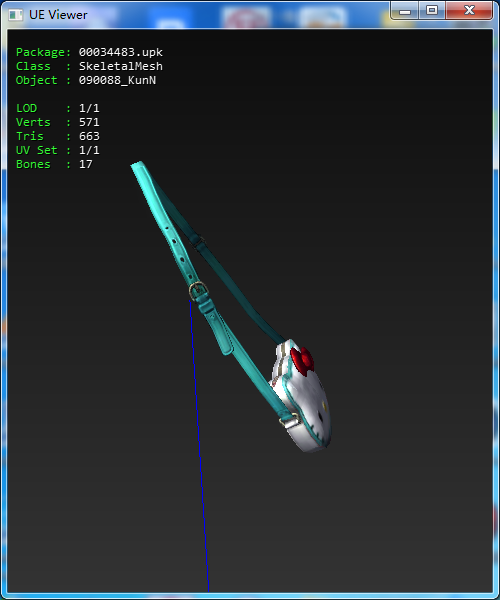 UE Viewer
Package: 00034483.upk
Class : SkeletalMesh
Object : 090088_KunN
LOD : 1/1
Verts : 571
Tris : 663
UV Set : 1/1
Bones : 17